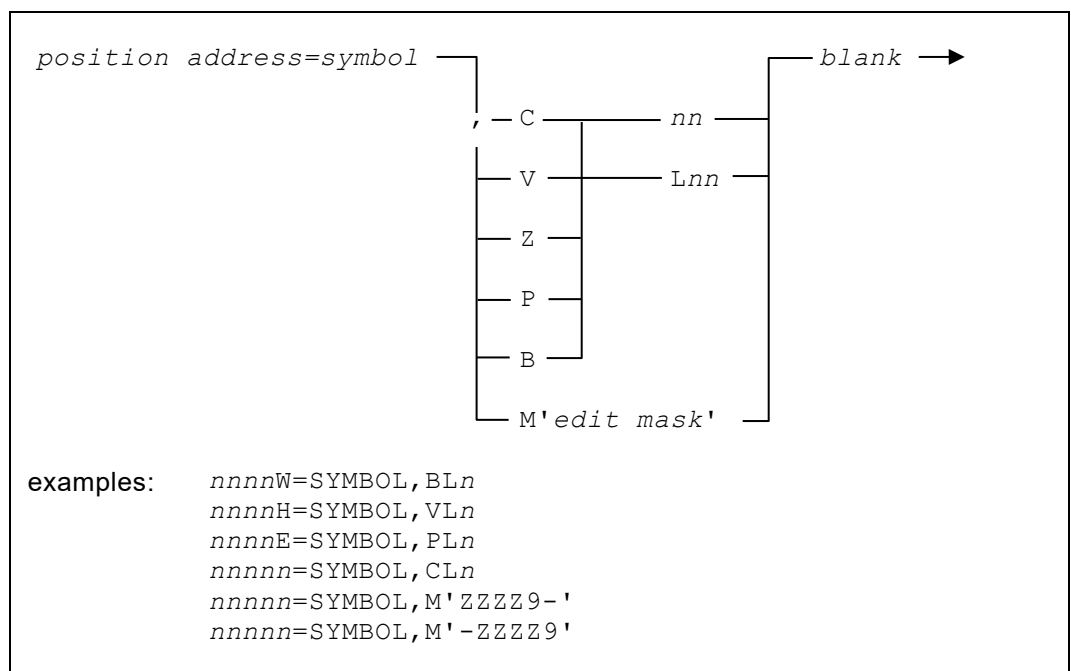 position address=symbol blank
, C nn
V Lnn
Z
P
B
M'edit mask'
examples: nnnnW=SYMBOL,BLn
nnnnH=SYMBOL,VLn
nnnnE=SYMBOL,PLn
nnnnn=SYMBOL,CLn
nnnnn=SYMBOL,M'ZZZZ9-'
nnnnn=SYMBOL,M'-ZZZZ9'